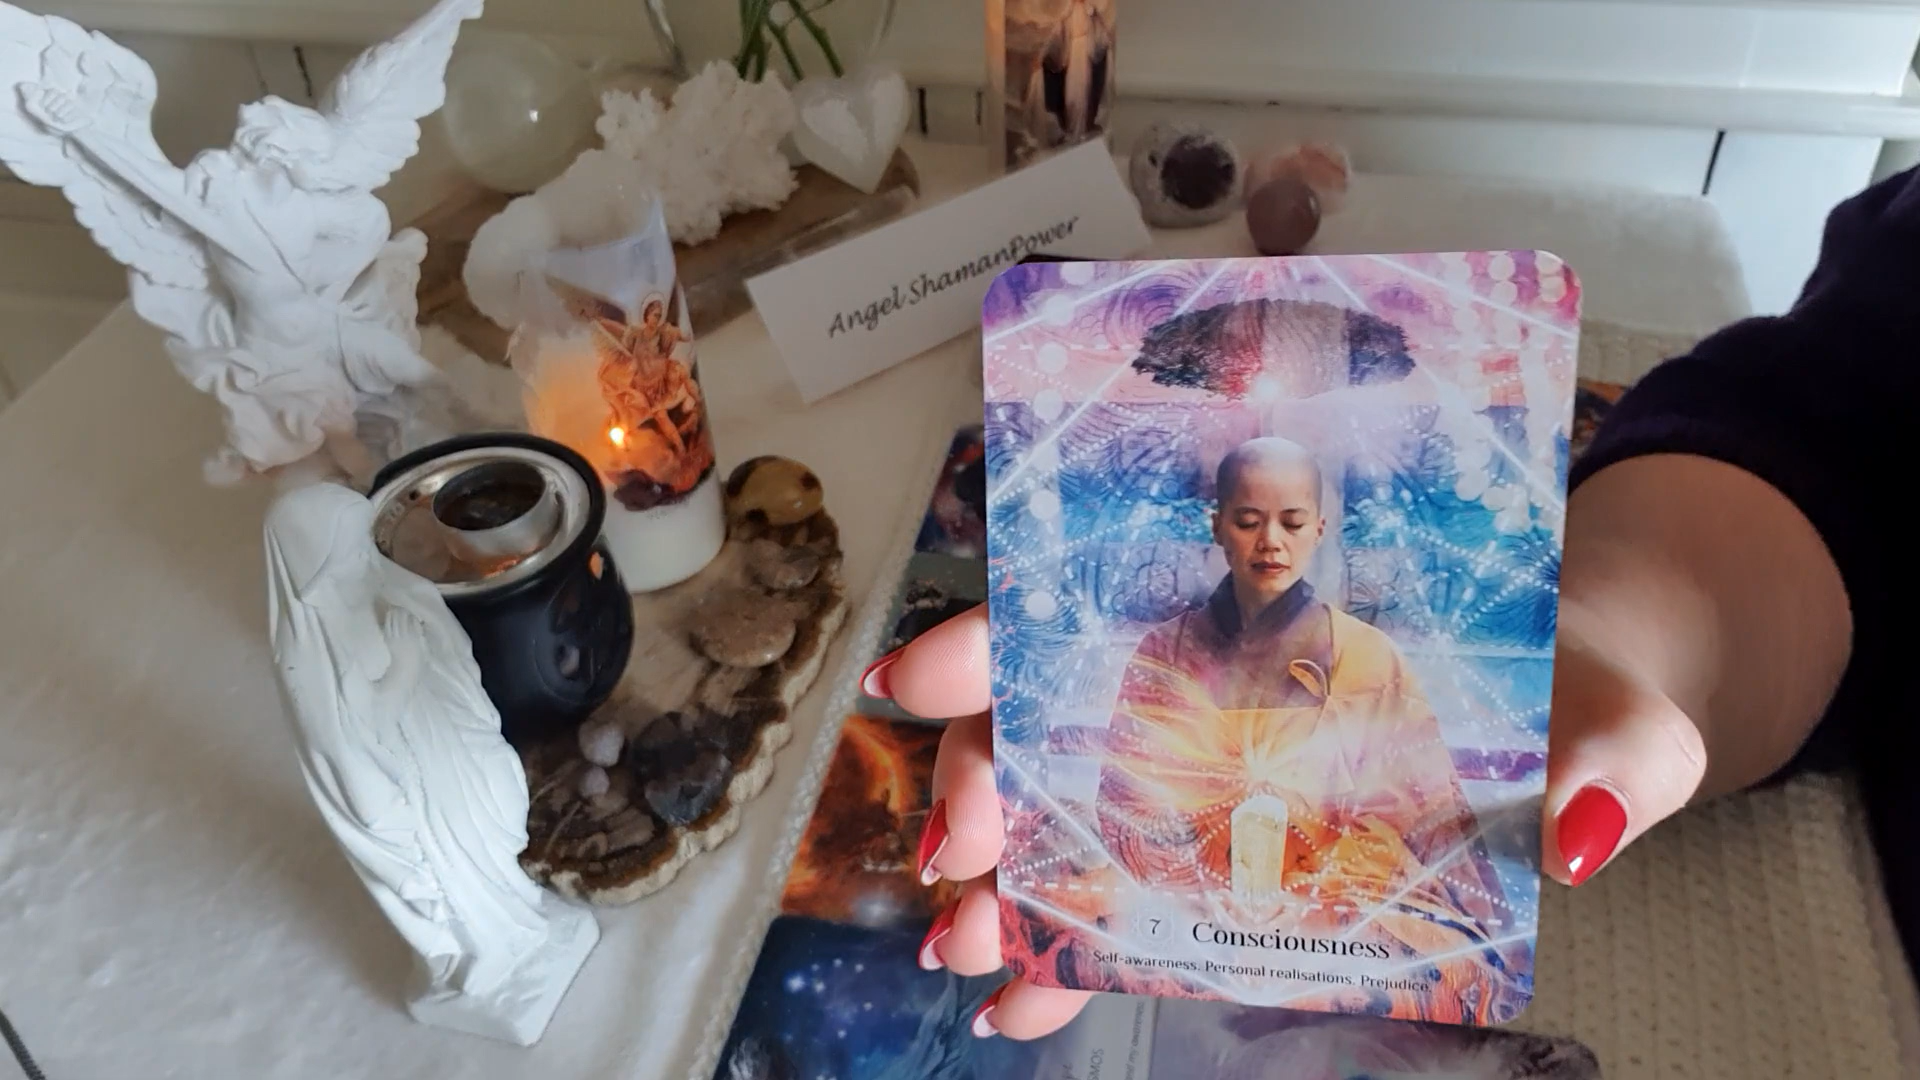 Angel ShamanPower
7 Consciousness
Self-awareness. Personal realisations. Prejudice.